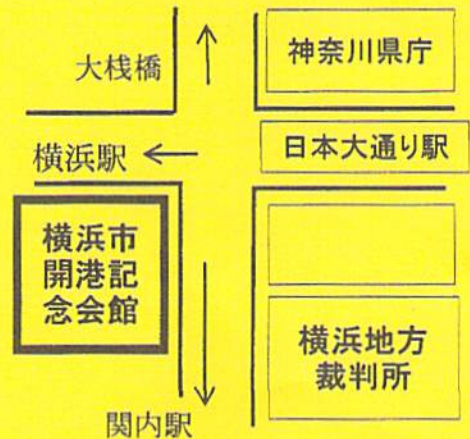 大桟橋
神奈川県庁
横浜駅
日本大通り駅
横浜市
開港記
念会館
横浜地方
裁判所
関内駅